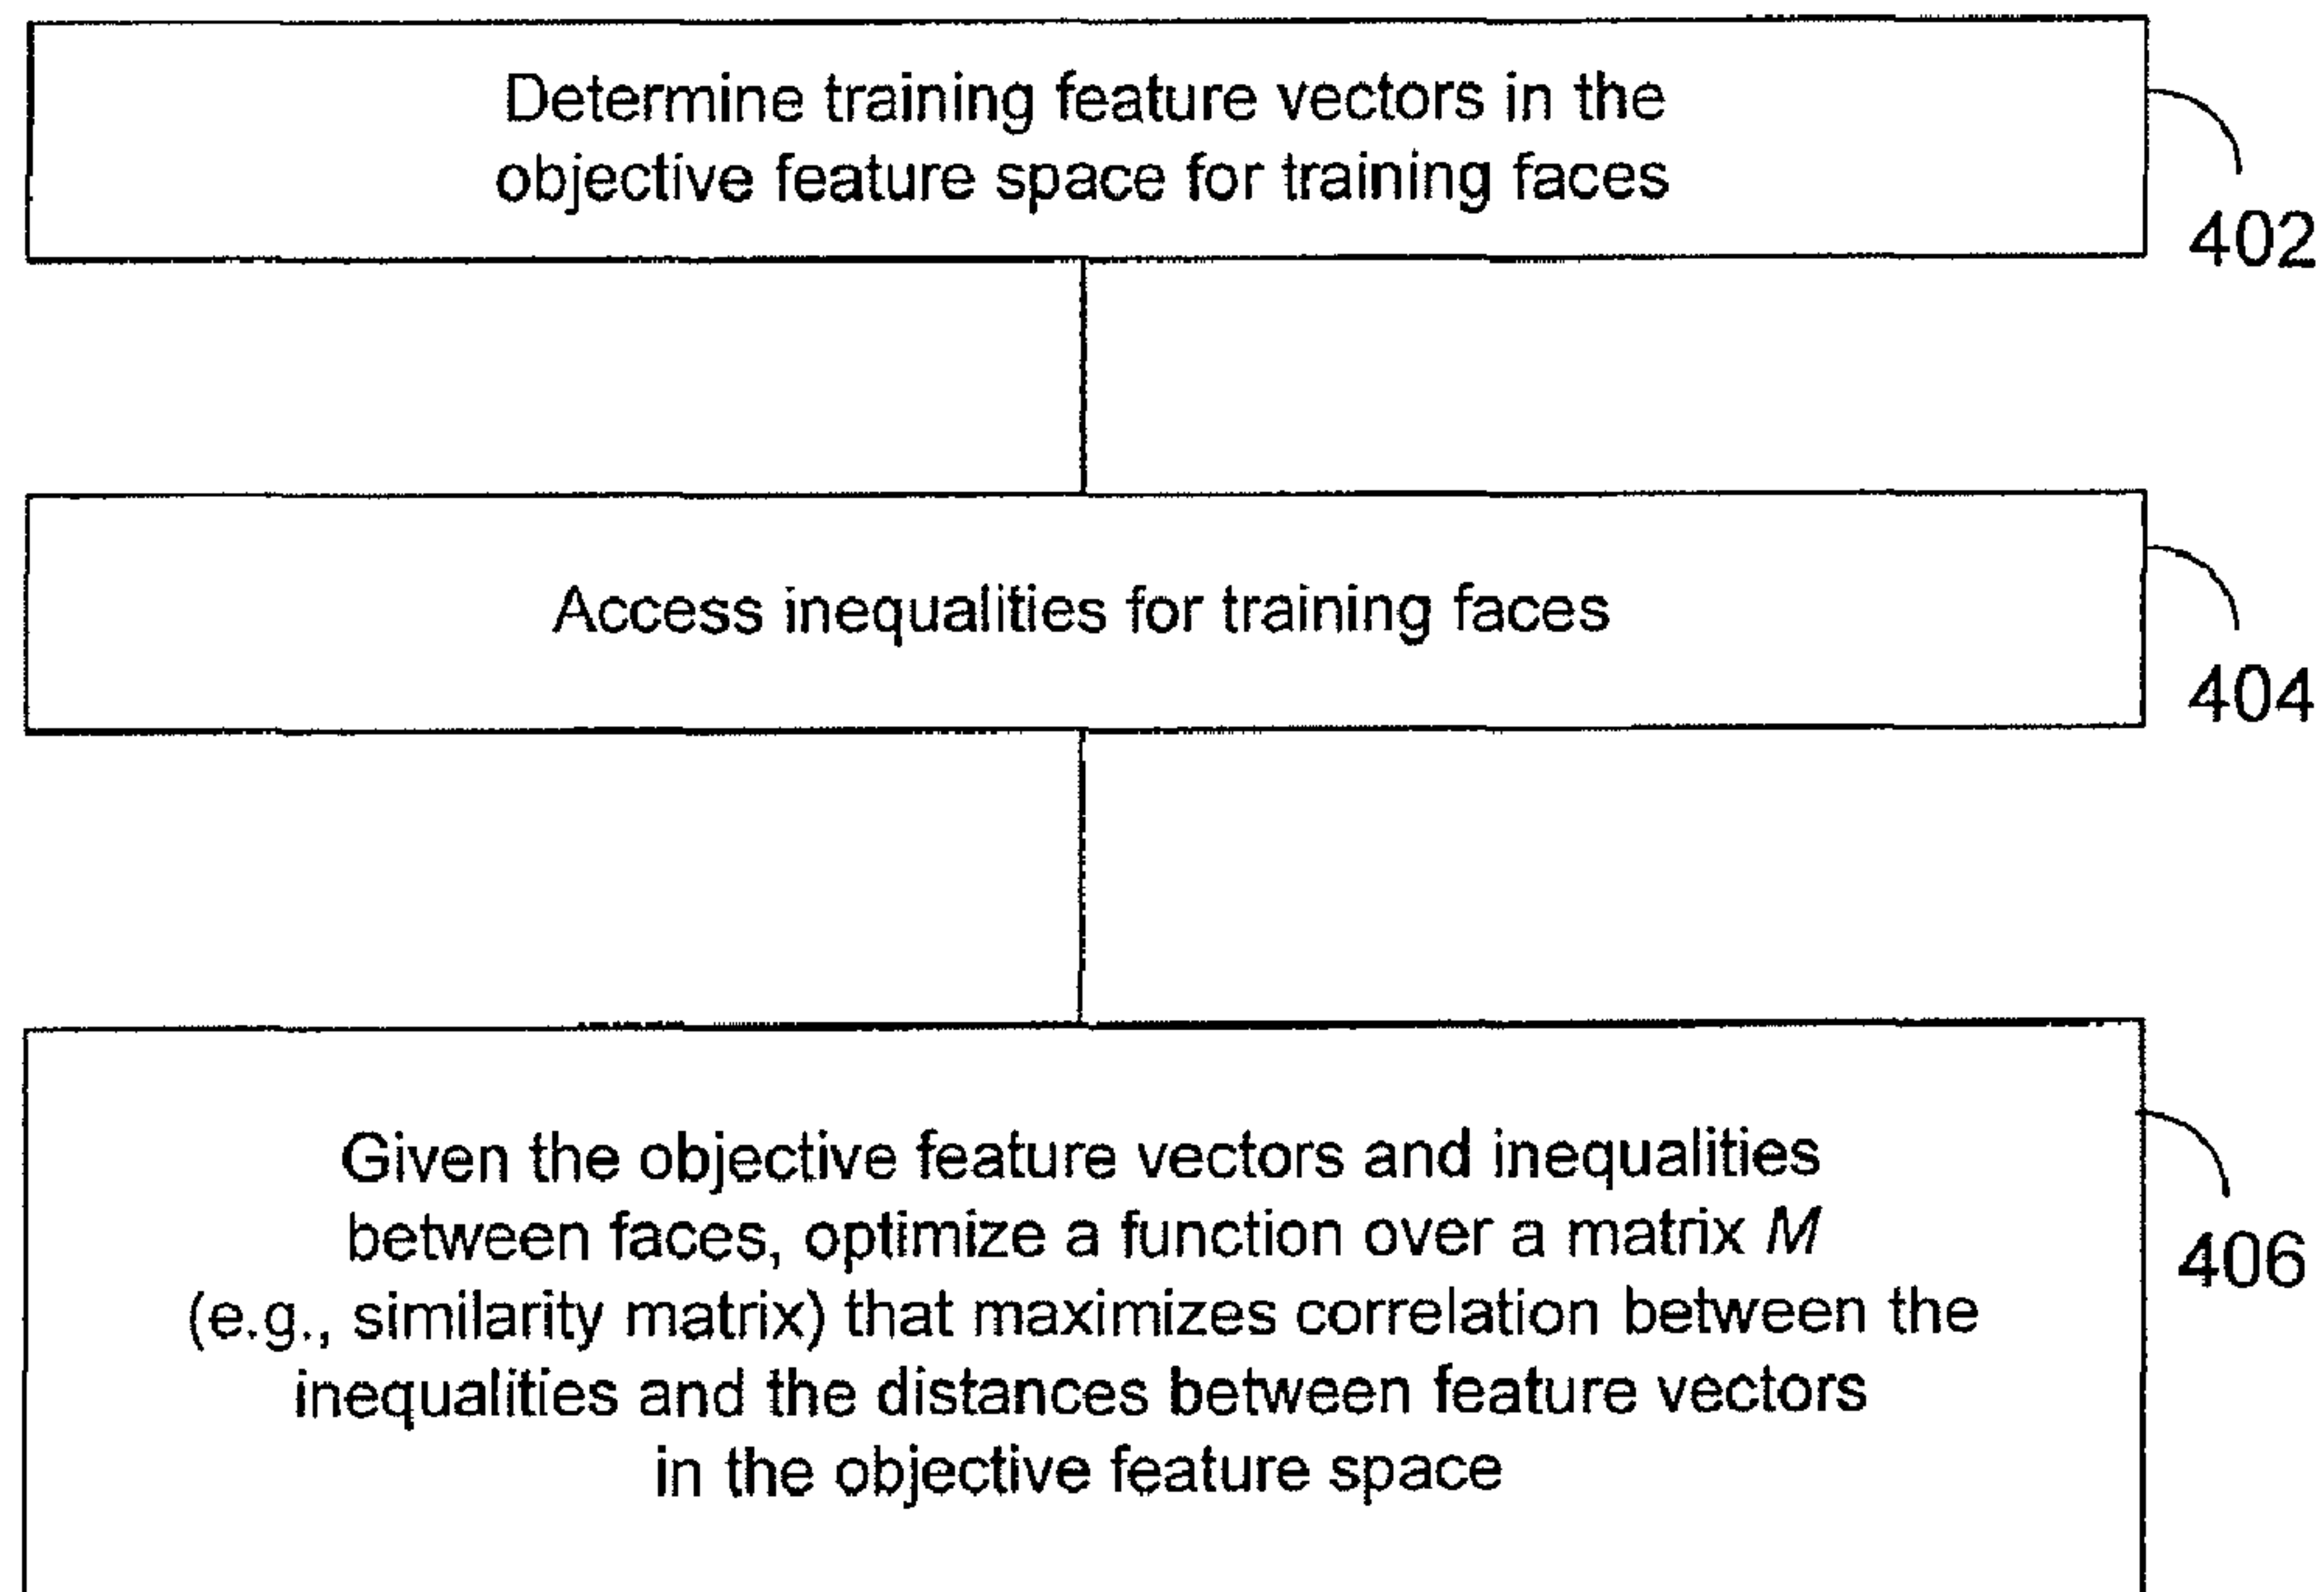 Determine training feature vectors in the
objective feature space for training faces
402
Access inequalities for training faces
404
Given the objective feature vectors and inequalities
between faces, optimize a function over a matrix M
(e.g., similarity matrix) that maximizes correlation between the
inequalities and the distances between feature vectors
in the objective feature space
406